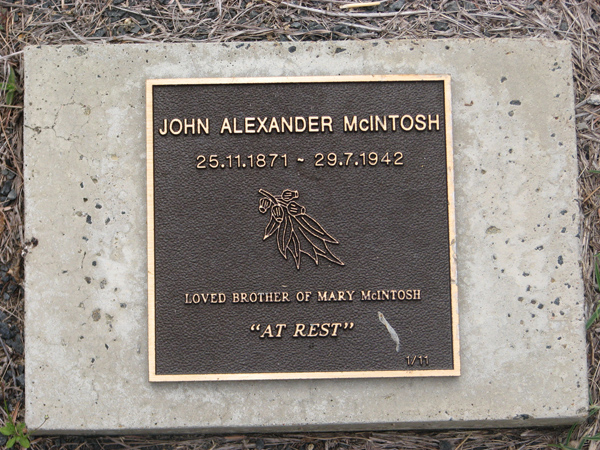 JOHN ALEXANDER McINTOSH
25.11.1871 - 29.7.1942
LOVED BROTHER OF MARY McINTOSH
"AT REST"
1/11